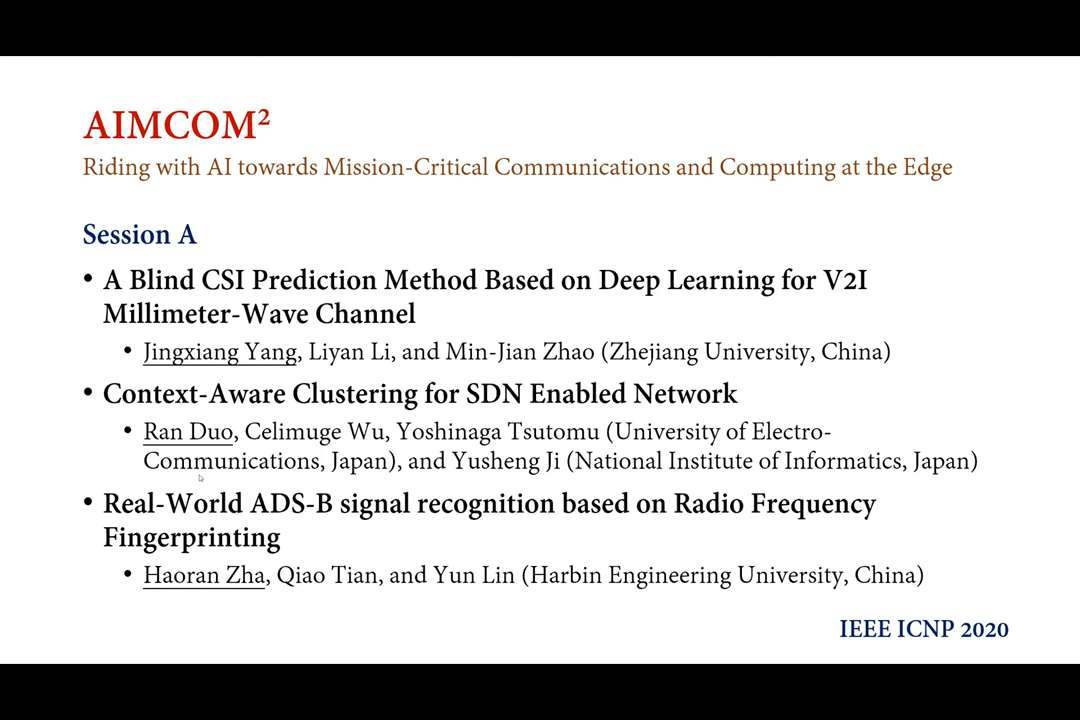 AIMCOM²
Riding with AI towards Mission-Critical Communications and Computing at the Edge
Session A
• A Blind CSI Prediction Method Based on Deep Learning for V2I
Millimeter-Wave Channel
• Jingxiang Yang, Liyan Li, and Min-Jian Zhao (Zhejiang University, China)
• Context-Aware Clustering for SDN Enabled Network
• Ran Duo, Celimuge Wu, Yoshinaga Tsutomu (University of Electro-
Communications, Japan), and Yusheng Ji (National Institute of Informatics, Japan)
• Real-World ADS-B signal recognition based on Radio Frequency
Fingerprinting
• Haoran Zha, Qiao Tian, and Yun Lin (Harbin Engineering University, China)
IEEE ICNP 2020